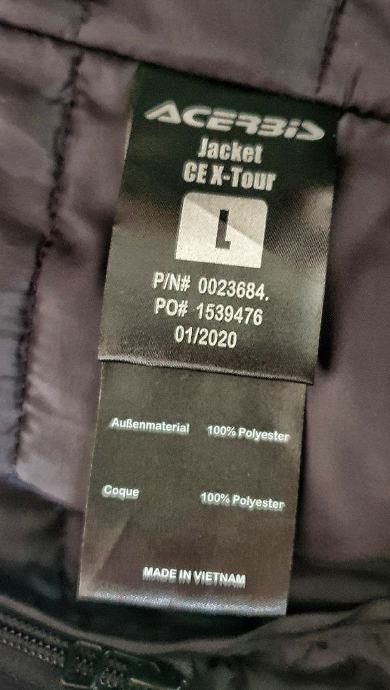 ACERBIS
Jacket
CE X-Tour
L
P/N# 0023684.
PO# 1539476
01/2020
Außenmaterial 100% Polyester
Coque 100% Polyester
MADE IN VIETNAM